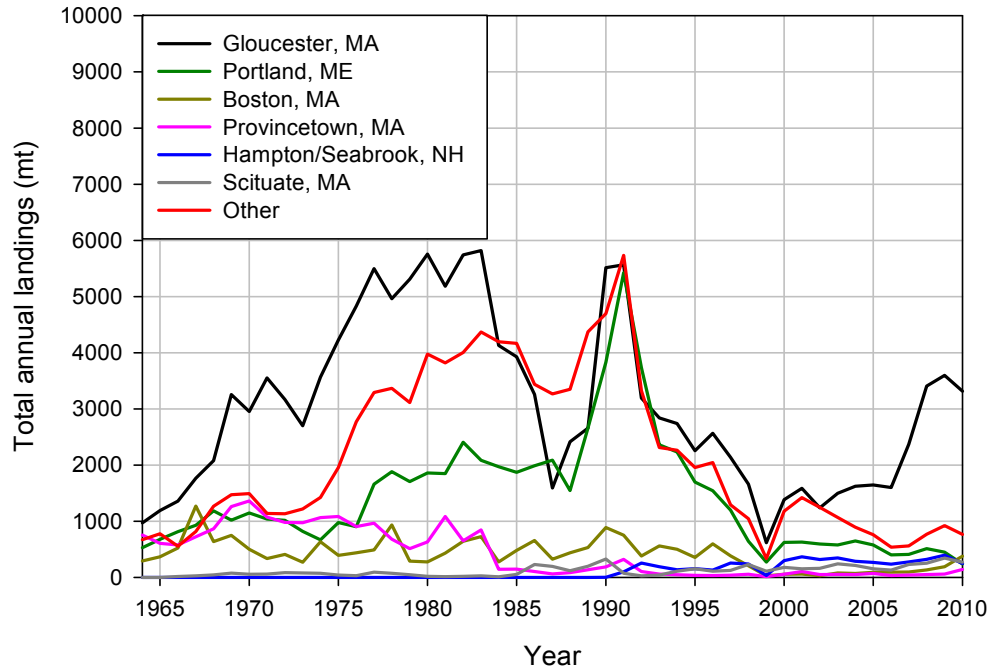 10000
9000
8000
7000
6000
5000
4000
3000
2000
1000
0
Total annual landings (mt)
Gloucester, MA
Portland, ME
Boston, MA
Provincetown, MA
Hampton/Seabrook, NH
Scituate, MA
Other
1965 1970 1975 1980 1985 1990 1995 2000 2005 2010
Year